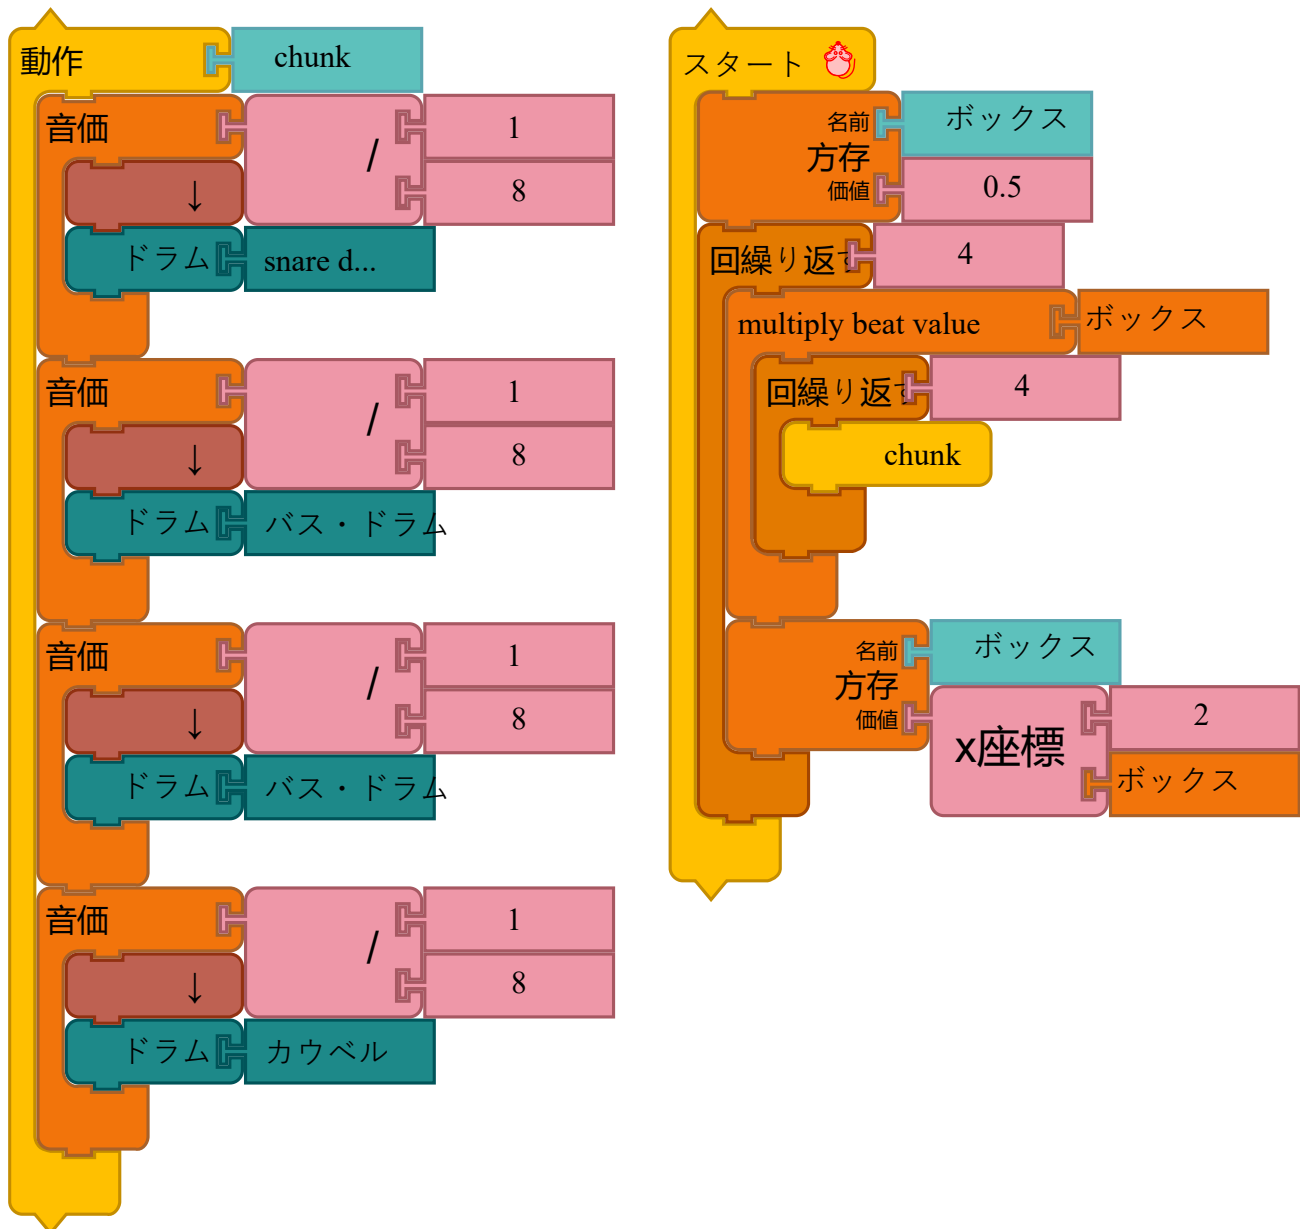 動作 chunk
音価 / 1
8
↓
ドラム snare d...
音価 / 1
8
↓
ドラム バス・ドラム
音価 / 1
8
↓
ドラム バス・ドラム
音価 / 1
8
↓
ドラム カウベル
スタート
名前 ボックス
方存
価値 0.5
回繰り返す 4
multiply beat value ボックス
回繰り返す 4
chunk
名前 ボックス
方存
価値 x座標 2
ボックス